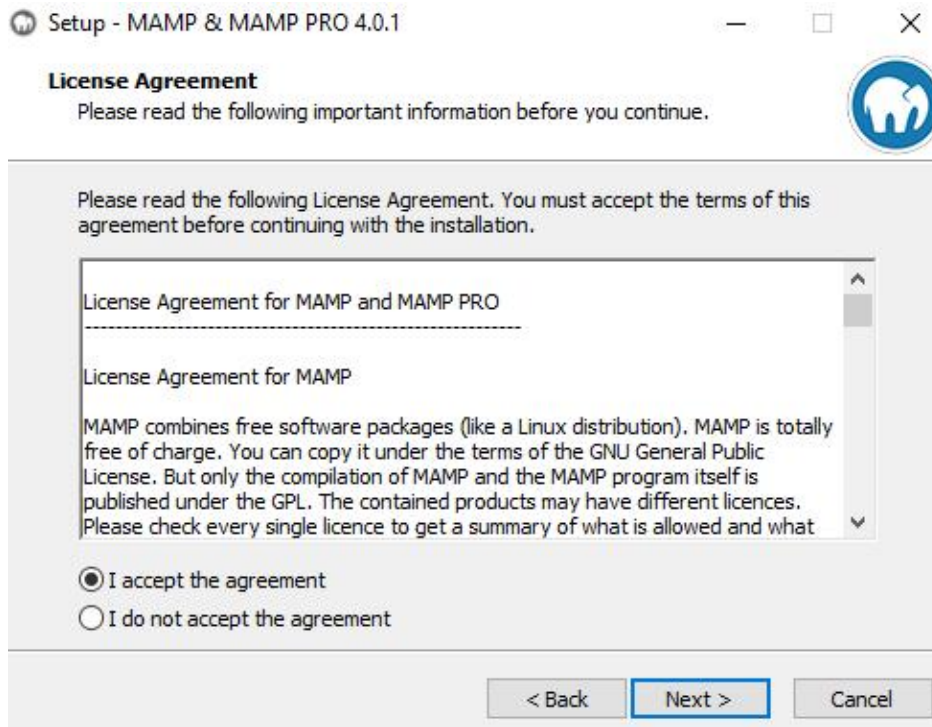 Setup - MAMP & MAMP PRO 4.0.1
License Agreement
Please read the following important information before you continue.
Please read the following License Agreement. You must accept the terms of this
agreement before continuing with the installation.
License Agreement for MAMP and MAMP PRO
--------------------------------------------------------
License Agreement for MAMP
MAMP combines free software packages (like a Linux distribution). MAMP is totally
free of charge. You can copy it under the terms of the GNU General Public
License. But only the compilation of MAMP and the MAMP program itself is
published under the GPL. The contained products may have different licences.
Please check every single licence to get a summary of what is allowed and what
I accept the agreement
I do not accept the agreement
< Back Next > Cancel